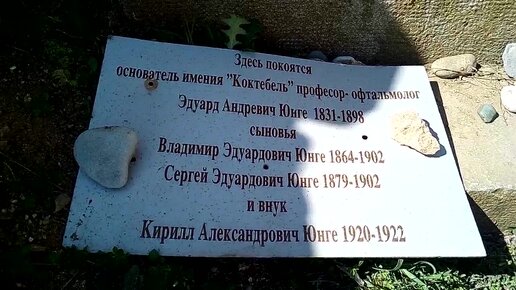 Здесь покоятся
основатель имения "Коктебель" професор- офтальмолог
Эдуард Андревич Юнге 1831-1898
сыновья
Владимир Эдуардович Юнге 1864-1902
Сергей Эдуардович Юнге 1879-1902
и внук
Кирилл Александрович Юнге 1920-1922